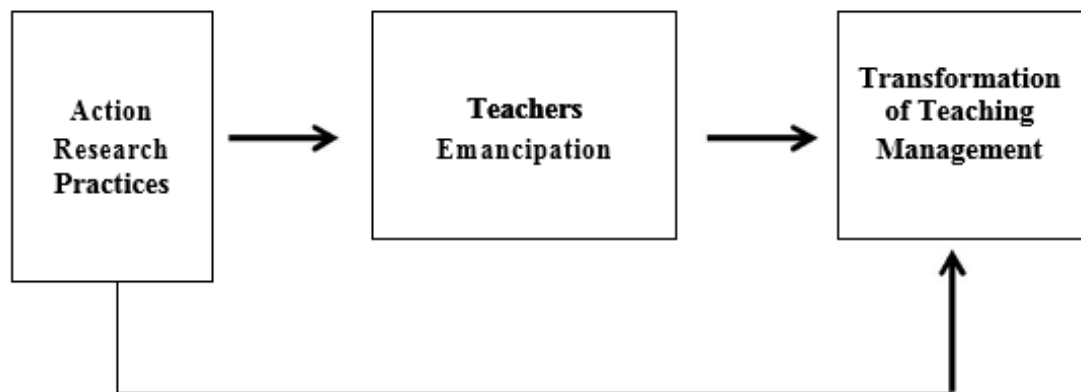 Action
Research
Practices
Teachers
Emancipation
Transformation
of Teaching
Management